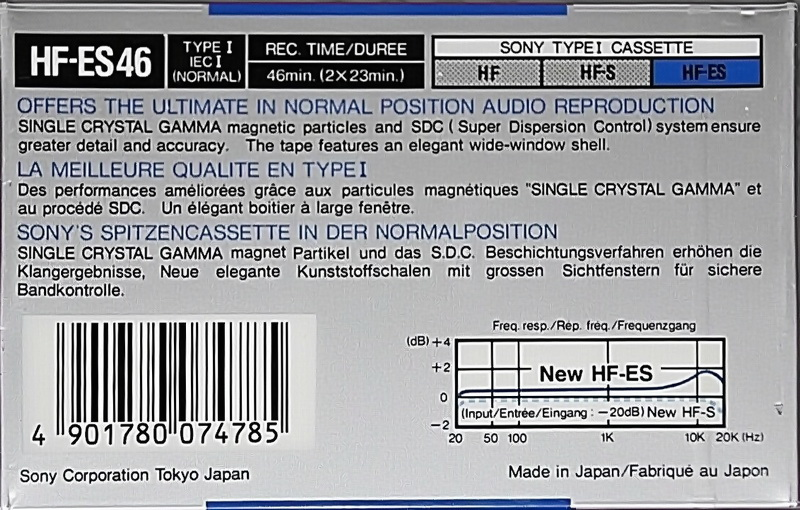 HF-ES46
TYPE I
IEC I
(NORMAL)
REC. TIME/DUREE
46min. (2×23min.)
SONY TYPE I CASSETTE
HF HF-S HF-ES
OFFERS THE ULTIMATE IN NORMAL POSITION AUDIO REPRODUCTION
SINGLE CRYSTAL GAMMA magnetic particles and SDC (Super Dispersion Control) system ensure
greater detail and accuracy. The tape features an elegant wide-window shell.
LA MEILLEURE QUALITE EN TYPE I
Des performances améliorées grâce aux particules magnétiques "SINGLE CRYSTAL GAMMA" et
au procédé SDC. Un élégant boitier à large fenêtre.
SONY'S SPITZENCASSETTE IN DER NORMALPOSITION
SINGLE CRYSTAL GAMMA magnet Partikel und das S.D.C. Beschichtungsverfahren erhöhen die
Klangergebnisse, Neue elegante Kunststoffschalen mit grossen Sichtfenstern für sichere
Bandkontrolle.
4 901780 074785
Freq. resp./Rép. fréq./Frequenzgang
(dB) +4
+2
0
−2
New HF-ES
(Input/Entrée/Eingang : −20dB) New HF-S
20 50 100 1K 10K 20K (Hz)
Sony Corporation Tokyo Japan
Made in Japan/Fabriqué au Japon